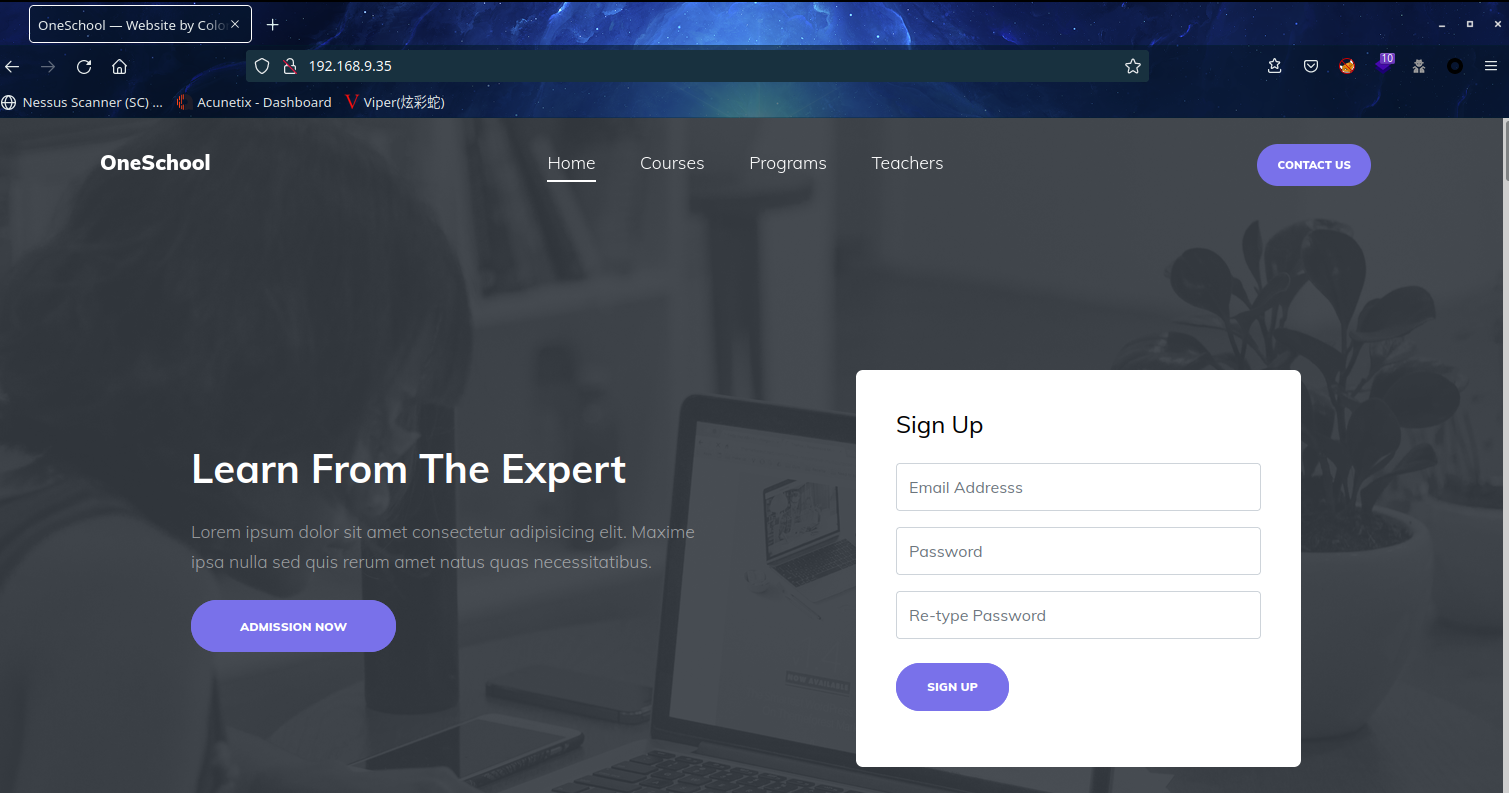 OneSchool — Website by Colo
192.168.9.35
10
Nessus Scanner (SC) ...
Acunetix - Dashboard
Viper(炫彩蛇)
OneSchool
Home
Courses
Programs
Teachers
CONTACT US
Sign Up
Email Addresss
Learn From The Expert
Lorem ipsum dolor sit amet consectetur adipisicing elit. Maxime
Password
ipsa nulla sed quis rerum amet natus quas necessitatibus.
Re-type Password
ADMISSION NOW
SIGN UP